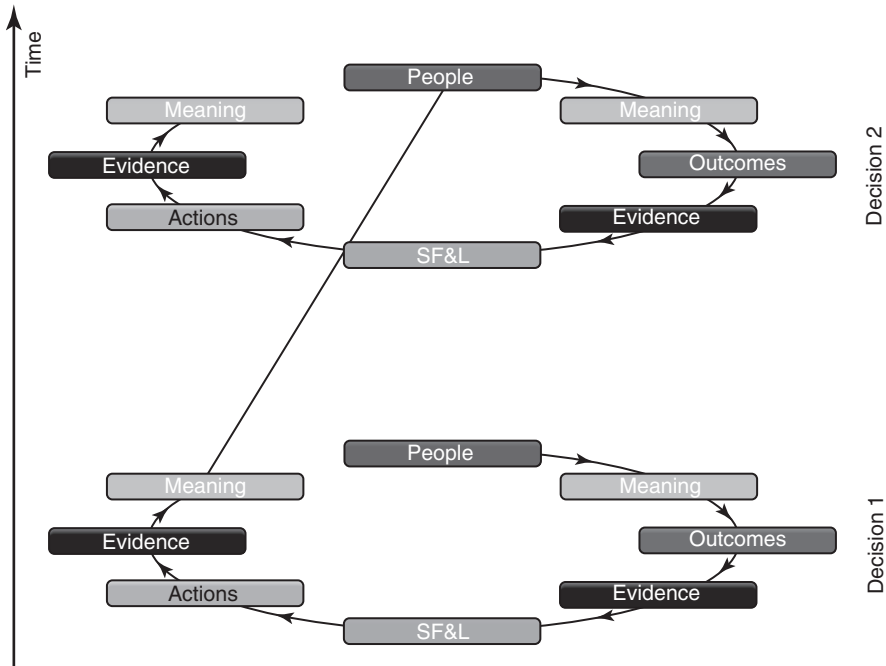 Time
People
Meaning
Meaning
Evidence
Outcomes
Decision 2
Actions
Evidence
SF&L
People
Meaning
Meaning
Evidence
Outcomes
Decision 1
Actions
Evidence
SF&L